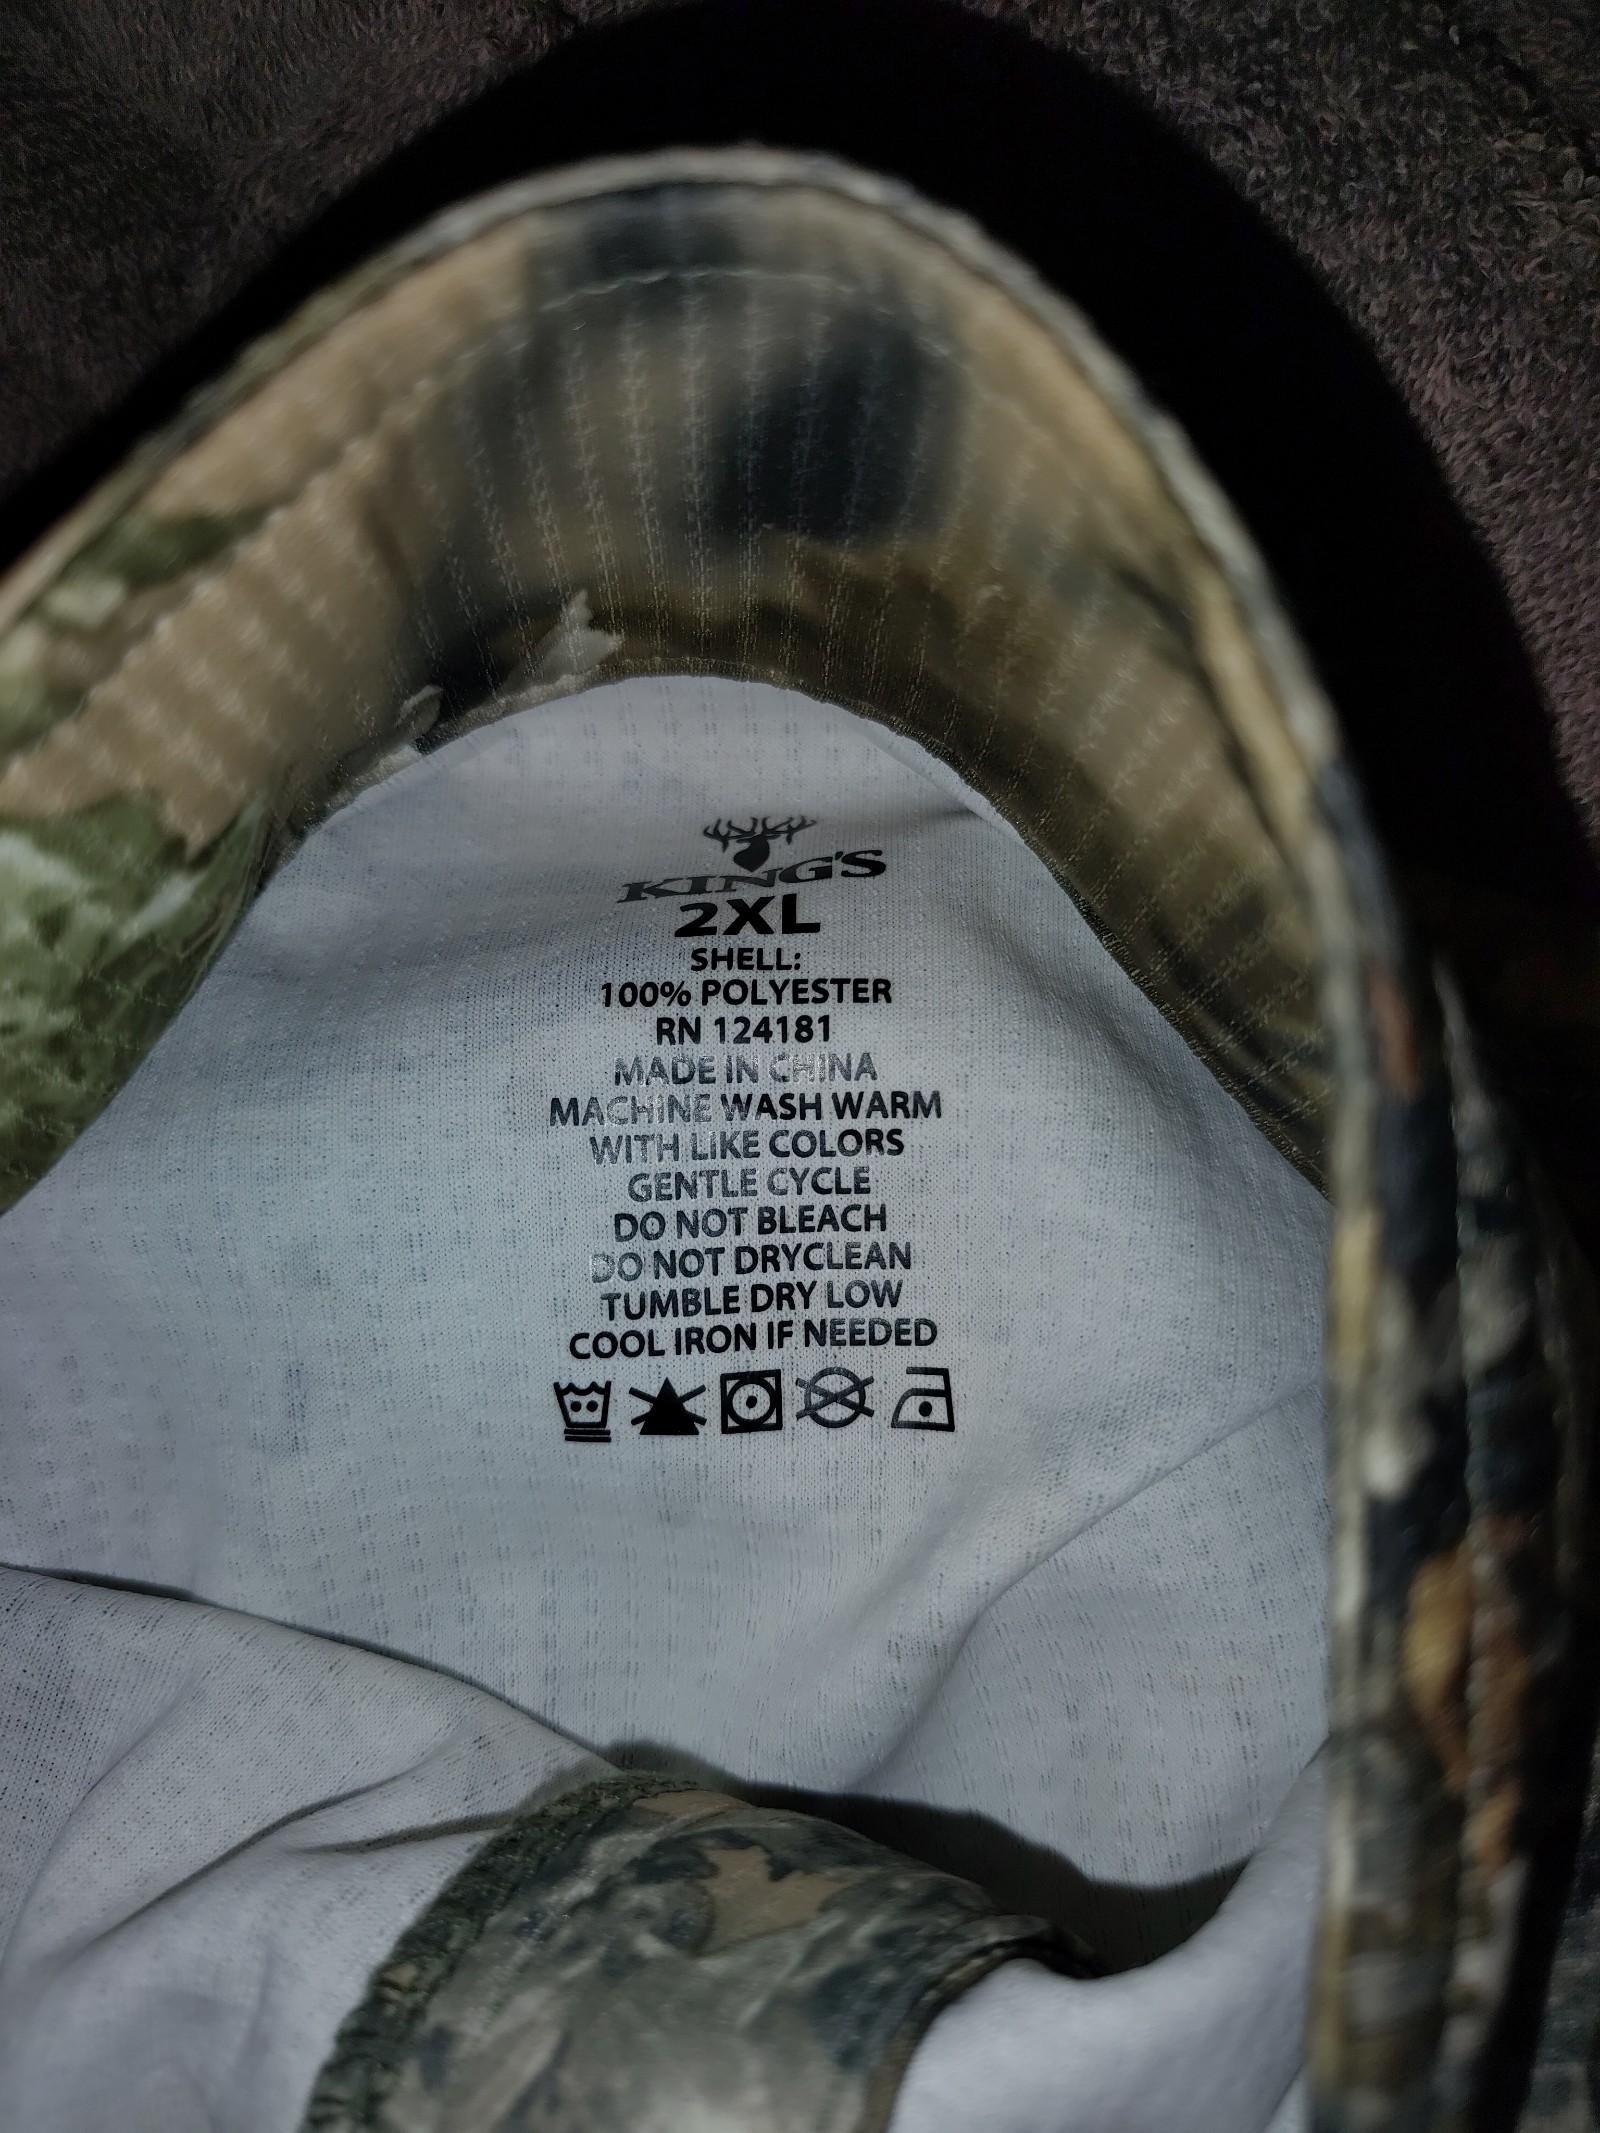 KING'S
2XL
SHELL:
100% POLYESTER
RN 124181
MADE IN CHINA
MACHINE WASH WARM
WITH LIKE COLORS
GENTLE CYCLE
DO NOT BLEACH
DO NOT DRYCLEAN
TUMBLE DRY LOW
COOL IRON IF NEEDED